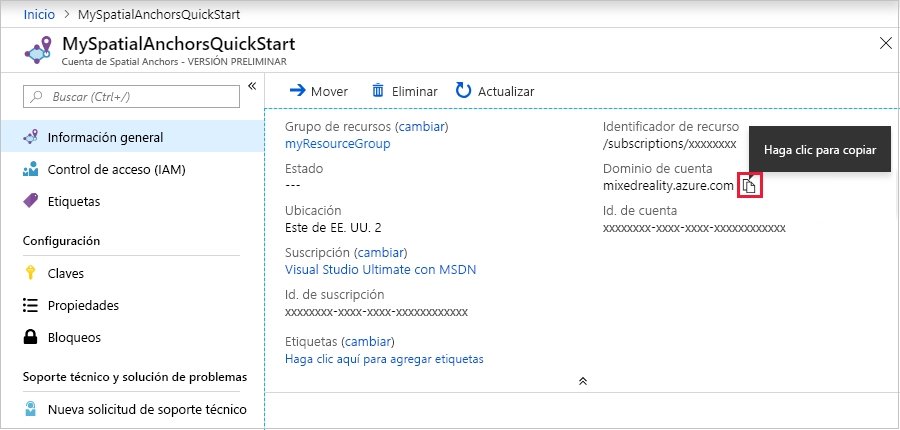 Inicio > MySpatialAnchorsQuickStart
MySpatialAnchorsQuickStart
Cuenta de Spatial Anchors - VERSIÓN PRELIMINAR
Buscar (Ctrl+/)
Información general
Control de acceso (IAM)
Etiquetas
Configuración
Claves
Propiedades
Bloqueos
Soporte técnico y solución de problemas
Nueva solicitud de soporte técnico
Mover
Eliminar
Actualizar
Grupo de recursos (cambiar)
myResourceGroup
Estado
---
Ubicación
Este de EE. UU. 2
Suscripción (cambiar)
Visual Studio Ultimate con MSDN
Id. de suscripción
xxxxxxxx-xxxx-xxxx-xxxxxxxxxxxx
Etiquetas (cambiar)
Haga clic aquí para agregar etiquetas
Identificador de recurso
/subscriptions/xxxxxxxx
Haga clic para copiar
Dominio de cuenta
mixedreality.azure.com
Id. de cuenta
xxxxxxxx-xxxx-xxxx-xxxxxxxxxxxx